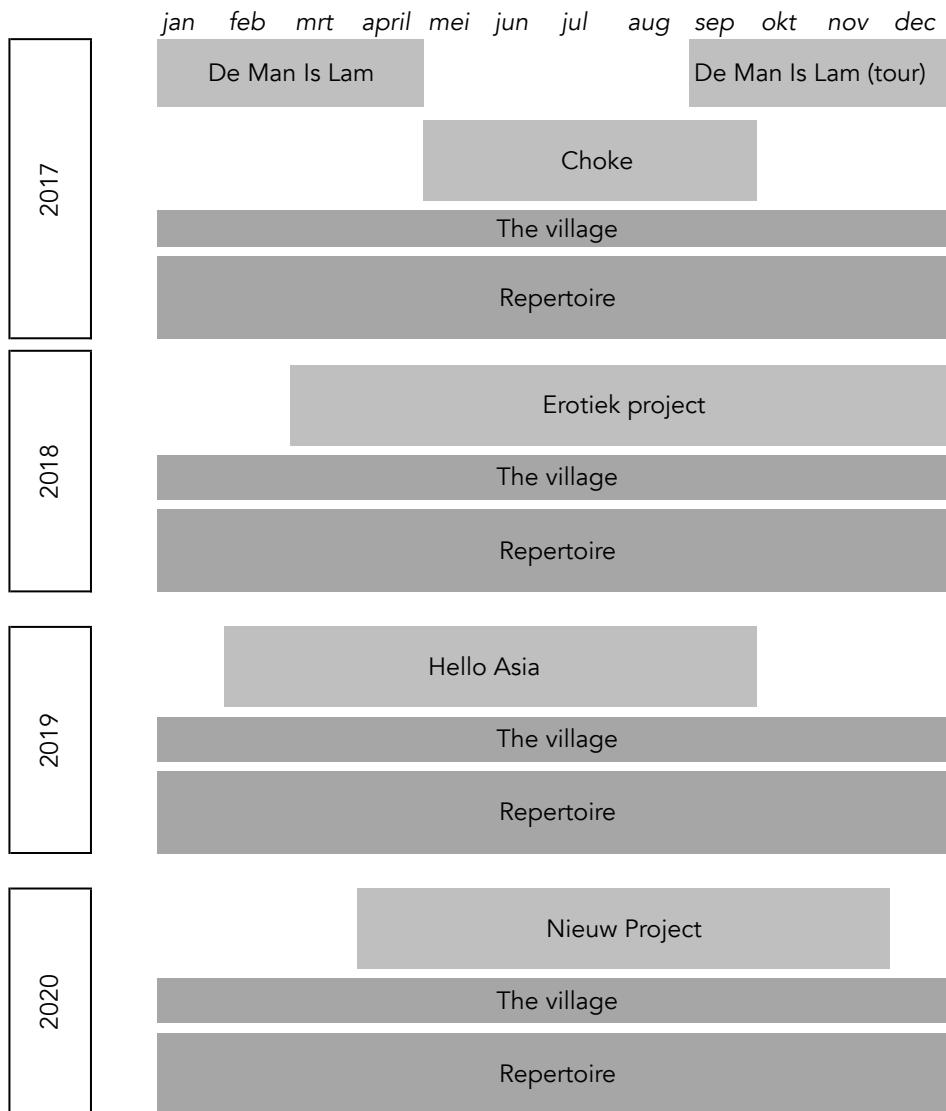 jan feb mrt april mei jun jul aug sep okt nov dec
2017
De Man Is Lam De Man Is Lam (tour)
Choke
The village
Repertoire
2018
Erotiek project
The village
Repertoire
2019
Hello Asia
The village
Repertoire
2020
Nieuw Project
The village
Repertoire